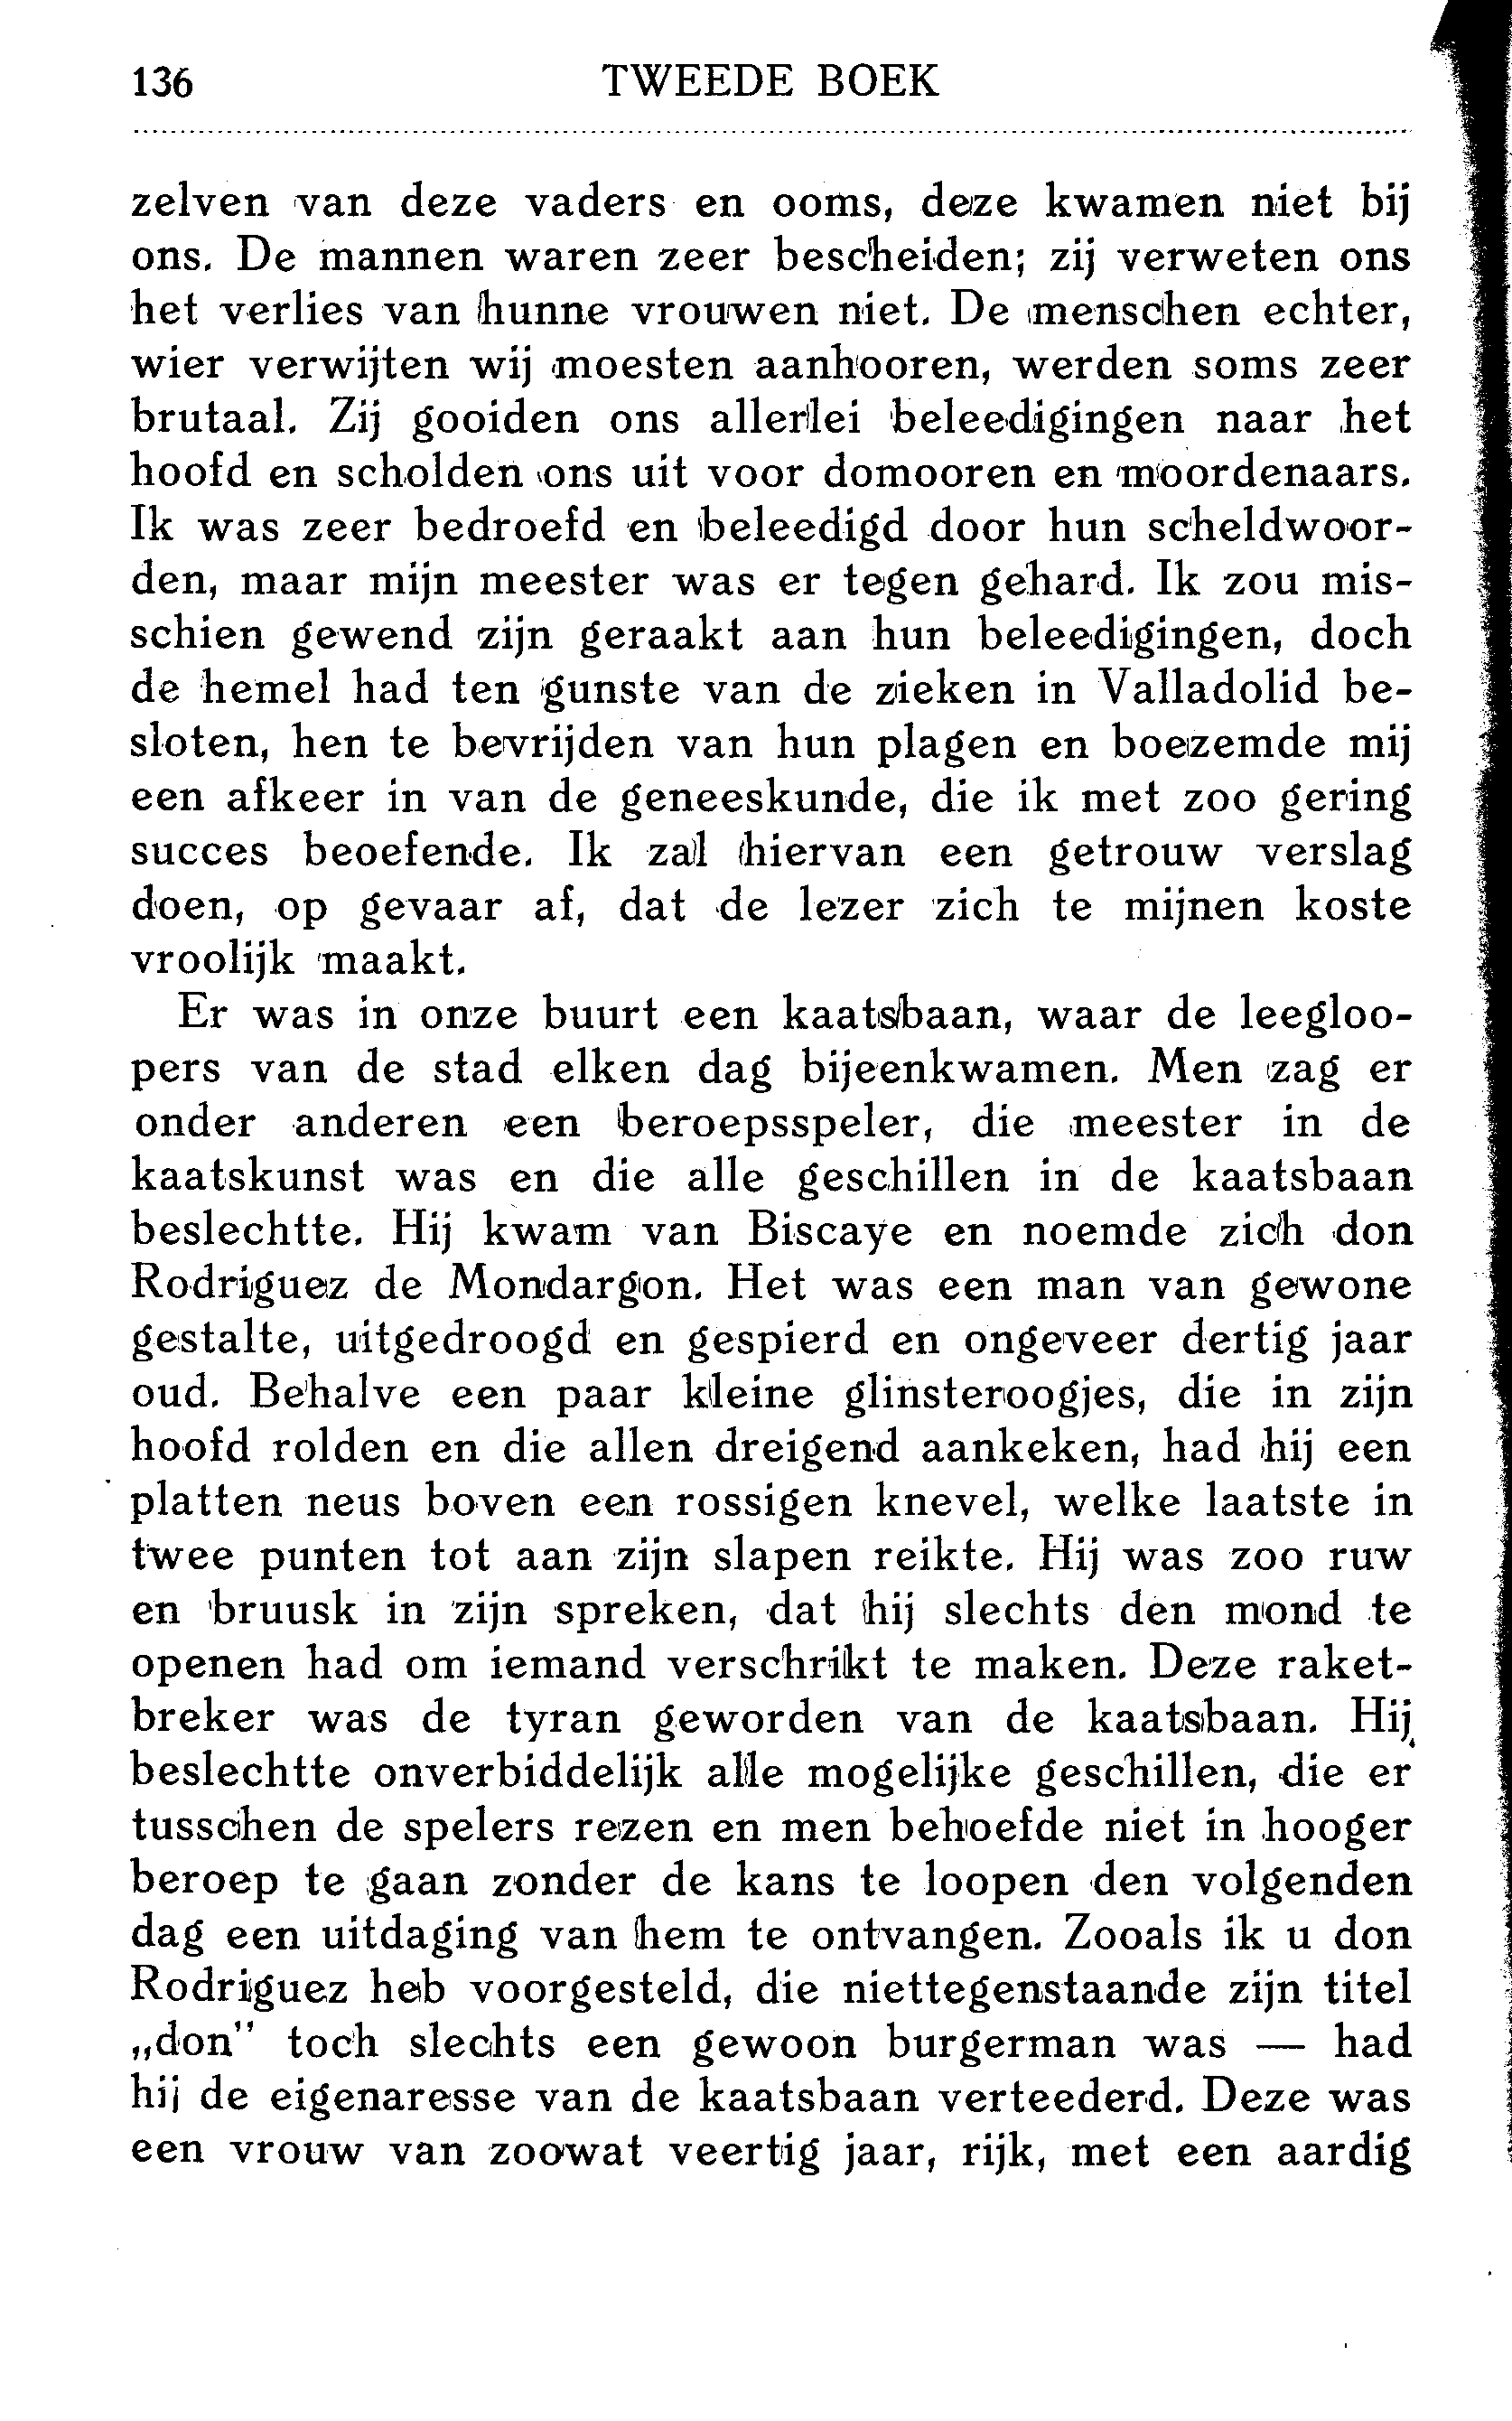 136 TWEEDE BOEK
zelven van deze vaders en ooms, deze kwamen niet bij
ons. De mannen waren zeer bescheiden; zij verweten ons
het verlies van hunne vrouwen niet. De menschen echter,
wier verwijten wij moesten aanhooren, werden soms zeer
brutaal. Zij gooiden ons allerlei beleedigingen naar het
hoofd en scholden ons uit voor domooren en moordenaars.
Ik was zeer bedroefd en beleedigd door hun scheldwoor-
den, maar mijn meester was er tegen gehard. Ik zou mis-
schien gewend zijn geraakt aan hun beleedigingen, doch
de hemel had ten gunste van de zieken in Valladolid be-
sloten, hen te bevrijden van hun plagen en boezemde mij
een afkeer in van de geneeskunde, die ik met zoo gering
succes beoefende. Ik zal hiervan een getrouw verslag
doen, op gevaar af, dat de lezer zich te mijnen koste
vroolijk maakt.
Er was in onze buurt een kaatsbaan, waar de leegloo-
pers van de stad elken dag bijeenkwamen. Men zag er
onder anderen een beroepsspeler, die meester in de
kaatskunst was en die alle geschillen in de kaatsbaan
beslechtte. Hij kwam van Biscaye en noemde zich don
Rodriguez de Mondargon. Het was een man van gewone
gestalte, uitgedroogd en gespierd en ongeveer dertig jaar
oud. Behalve een paar kleine glinsteroogjes, die in zijn
hoofd rolden en die allen dreigend aankeken, had hij een
platten neus boven een rossigen knevel, welke laatste in
twee punten tot aan zijn slapen reikte. Hij was zoo ruw
en bruusk in zijn spreken, dat hij slechts den mond te
openen had om iemand verschrikt te maken. Deze raket-
breker was de tyran geworden van de kaatsbaan. Hij
beslechtte onverbiddelijk alle mogelijke geschillen, die er
tusschen de spelers rezen en men behoefde niet in hooger
beroep te gaan zonder de kans te loopen den volgenden
dag een uitdaging van hem te ontvangen. Zooals ik u don
Rodriguez heb voorgesteld, die niettegenstaande zijn titel
„don" toch slechts een gewoon burgerman was — had
hij de eigenaresse van de kaatsbaan verteederd. Deze was
een vrouw van zoowat veertig jaar, rijk, met een aardig